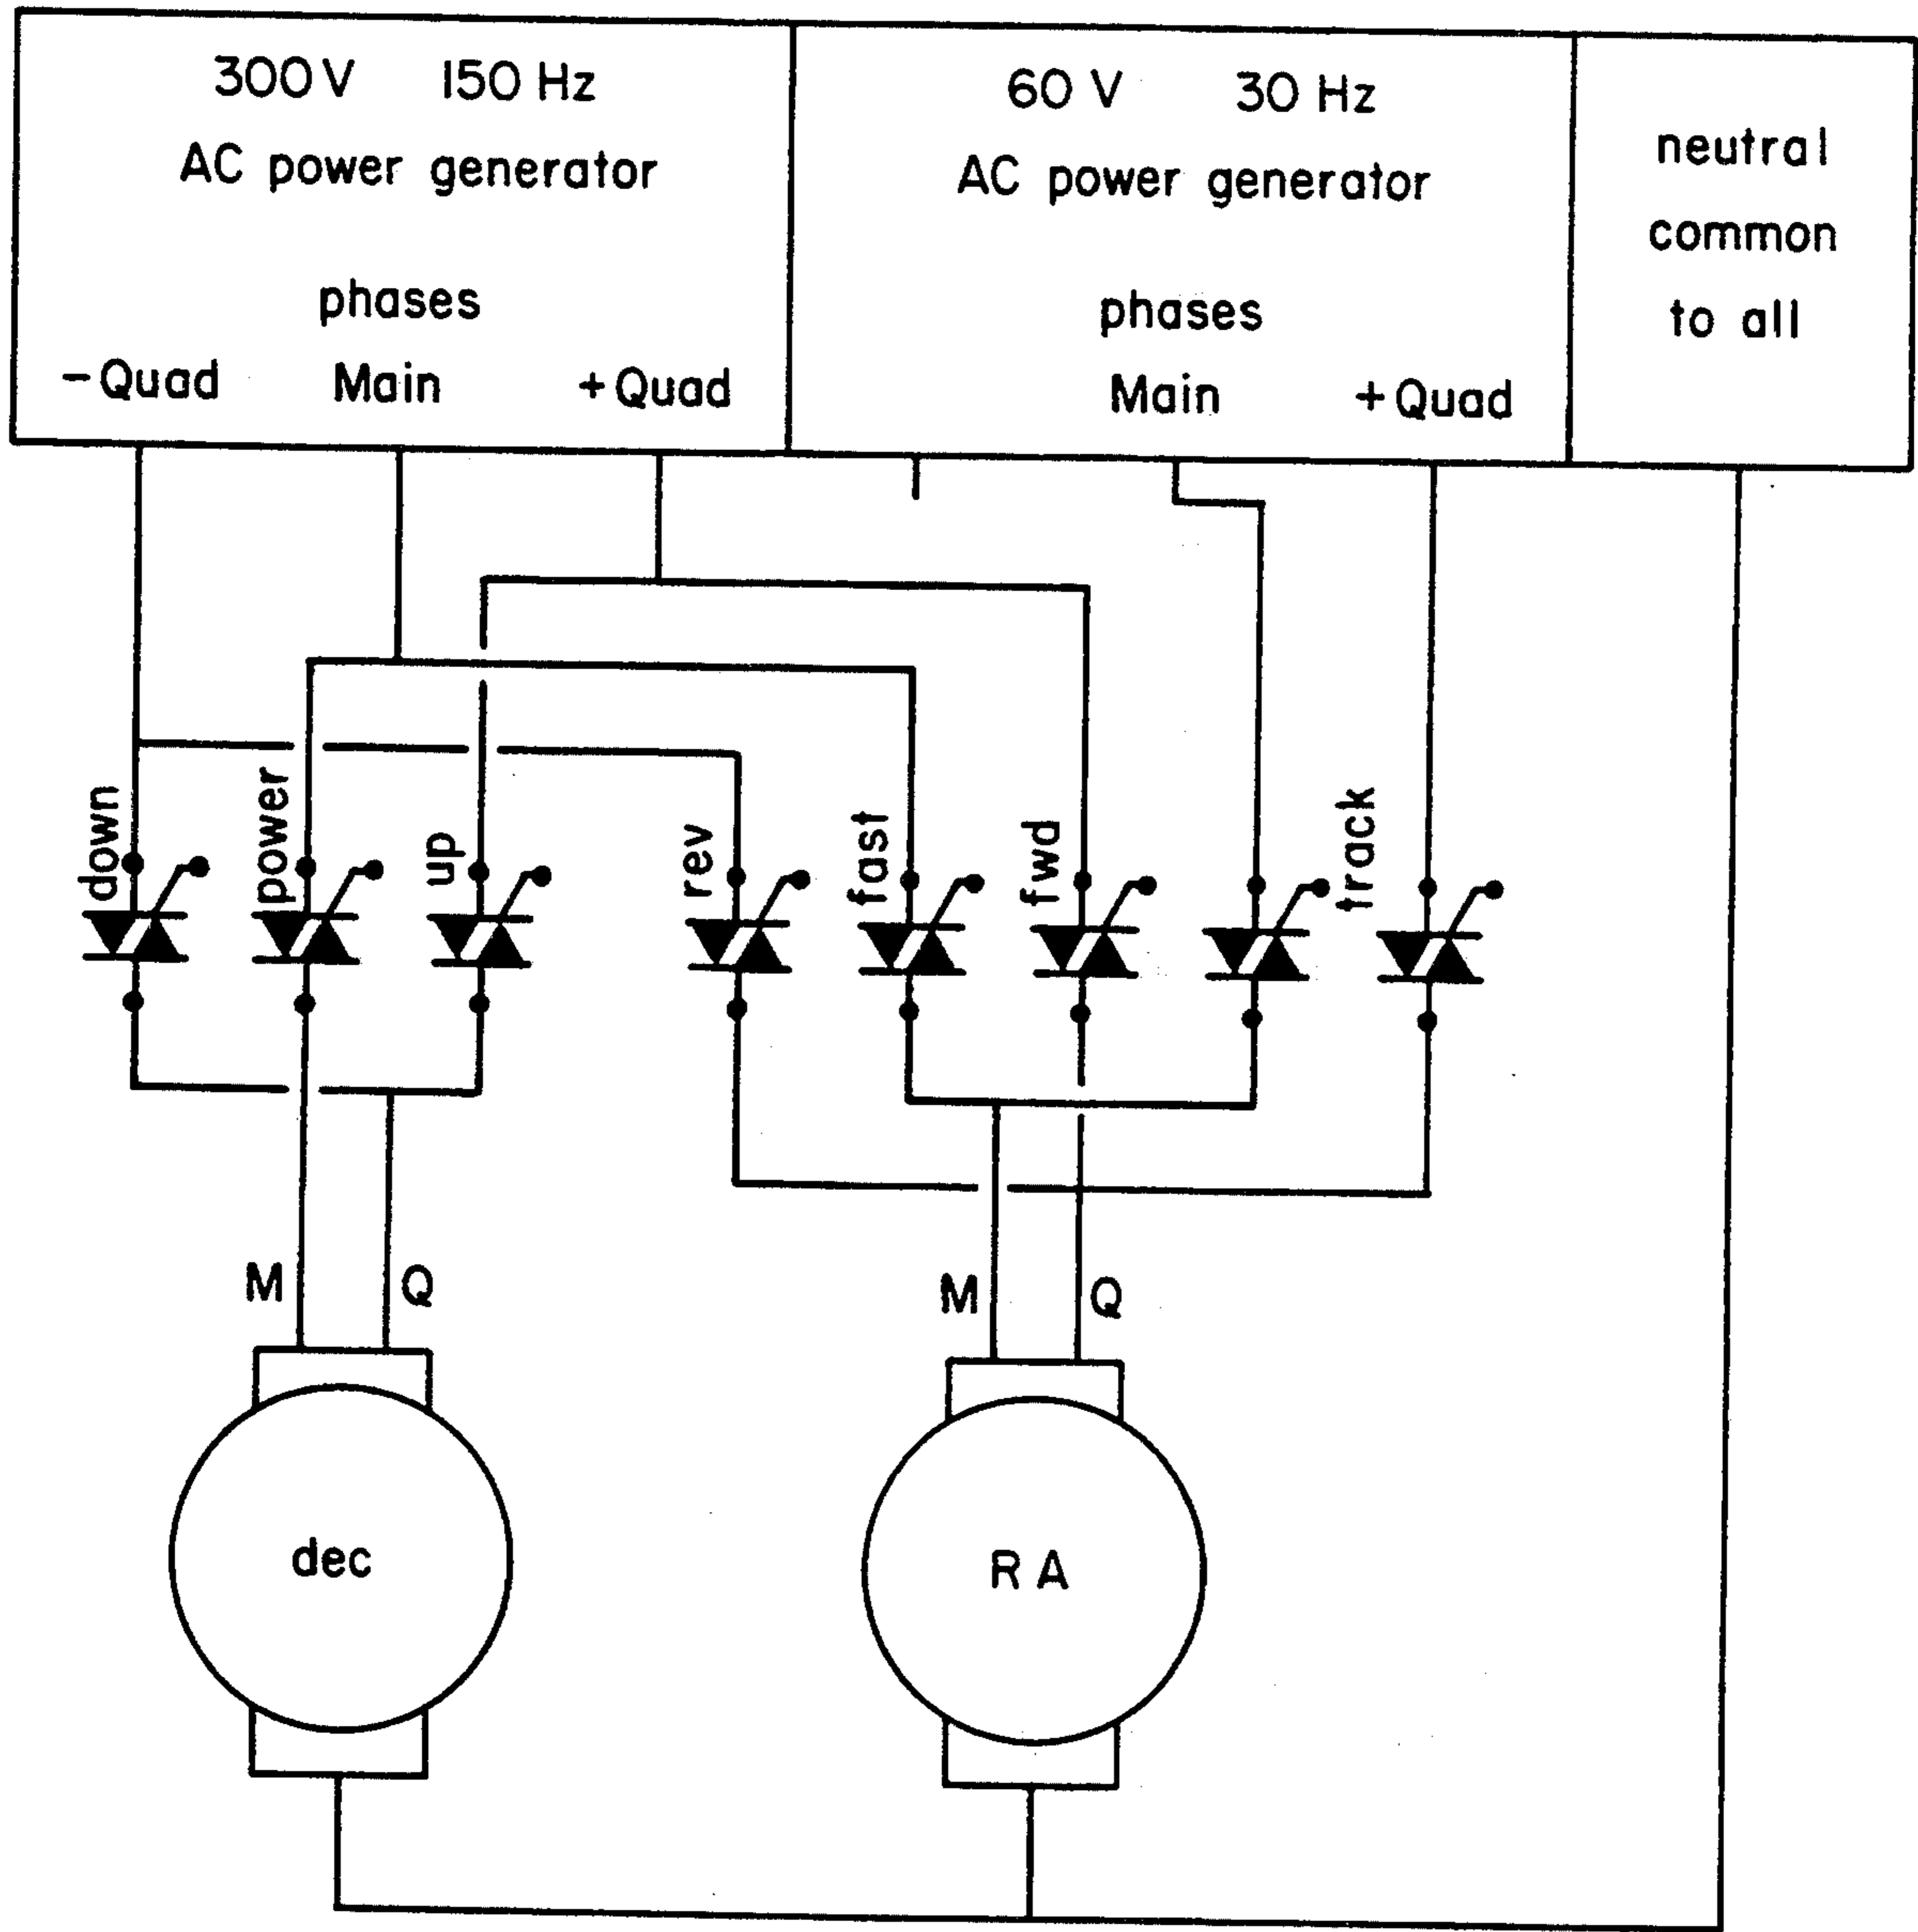 300 V 150 Hz
AC power generator
phases
-Quad Main +Quad
60 V 30 Hz
AC power generator
phases
Main +Quad
neutral
common
to all
down
power
up
rev
fast
fwd
track
M Q
M Q
dec
RA